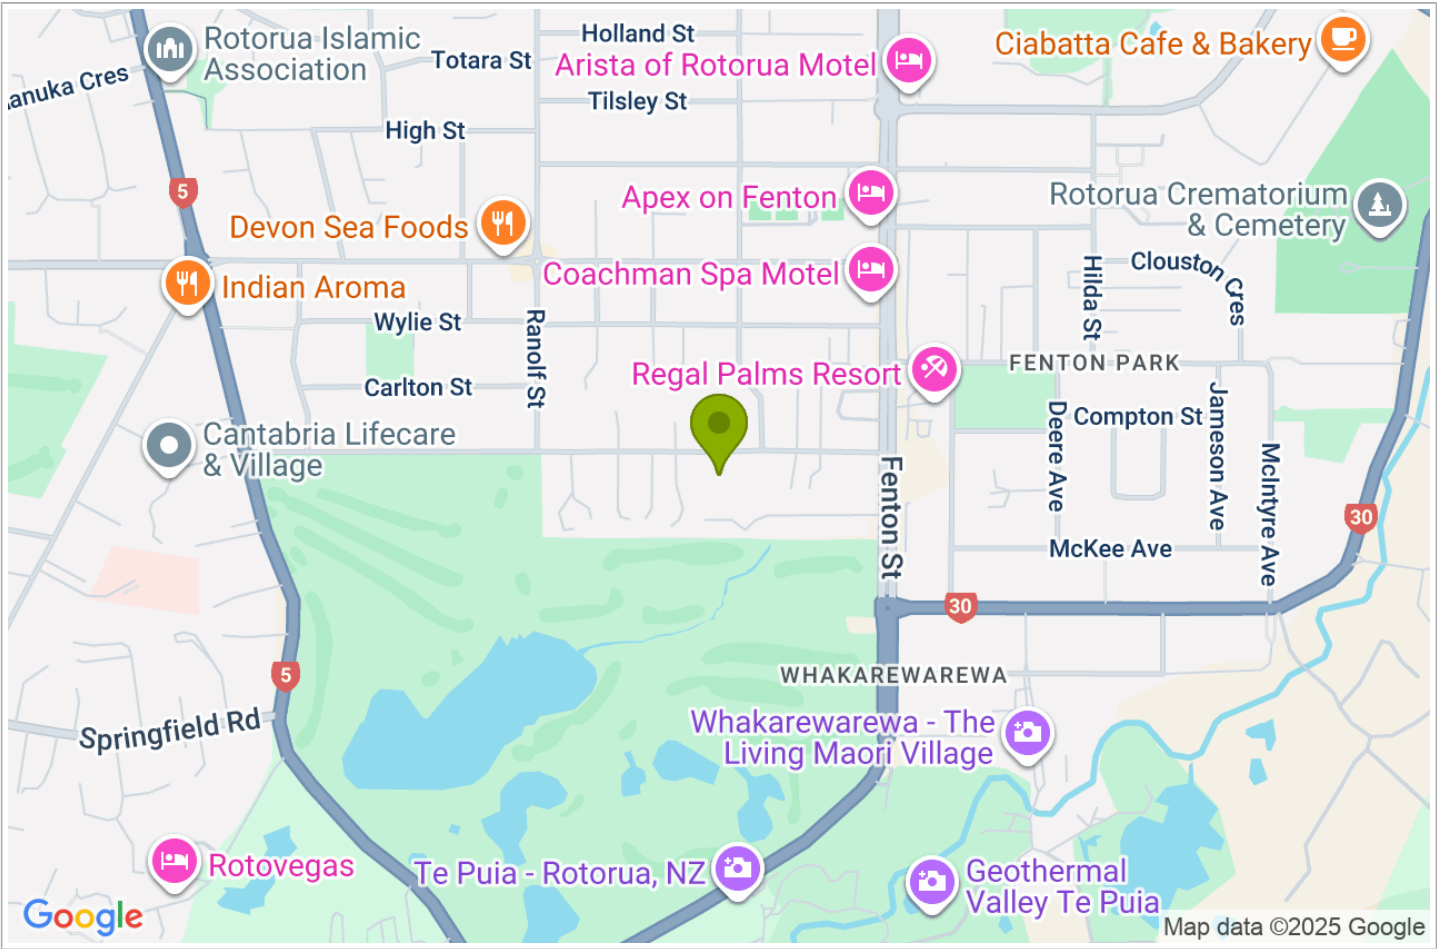 Rotorua Islamic
Association
Holland St
Totara St
Arista of Rotorua Motel
Ciabatta Cafe & Bakery
anuka Cres
Tilsley St
High St
5
Apex on Fenton
Rotorua Crematorium
& Cemetery
Devon Sea Foods
Coachman Spa Motel
Clouston Cres
Indian Aroma
Hilda St
Wylie St
Ranolf St
FENTON PARK
Regal Palms Resort
Carlton St
Compton St
Deere Ave
Jameson Ave
Cantabria Lifecare
& Village
McIntyre Ave
Fenton St
30
McKee Ave
30
5
WHAKAREWAREWA
Springfield Rd
Whakarewarewa - The
Living Maori Village
Rotovegas
Te Puia - Rotorua, NZ
Geothermal
Valley Te Puia
Google
Map data ©2025 Google